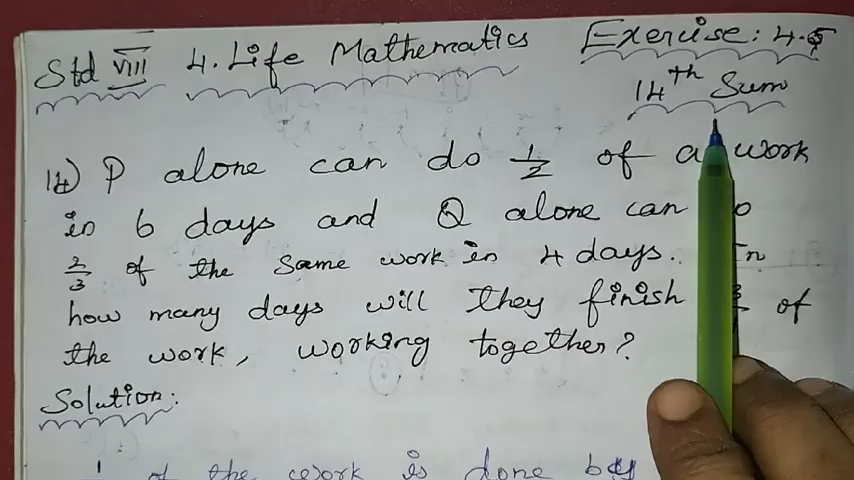 Std VIII 4. Life Mathematics Exercise: 4.5
14th Sum
14) P alone can do 1/2 of a work
in 6 days and Q alone can
2/3 of the same work in 4 days. In
how many days will they finish of
the work, working together?
Solution:
1 of the work is done by